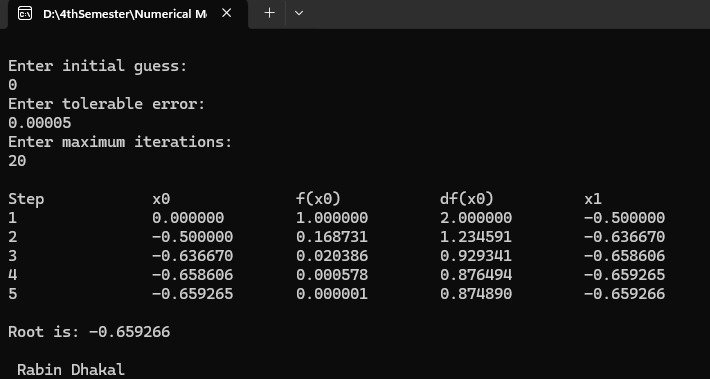 D:\4thSemester\Numerical M
Enter initial guess:
0
Enter tolerable error:
0.00005
Enter maximum iterations:
20
Step x0 f(x0) df(x0) x1
1 0.000000 1.000000 2.000000 -0.500000
2 -0.500000 0.168731 1.234591 -0.636670
3 -0.636670 0.020386 0.929341 -0.658606
4 -0.658606 0.000578 0.876494 -0.659265
5 -0.659265 0.000001 0.874890 -0.659266
Root is: -0.659266
Rabin Dhakal